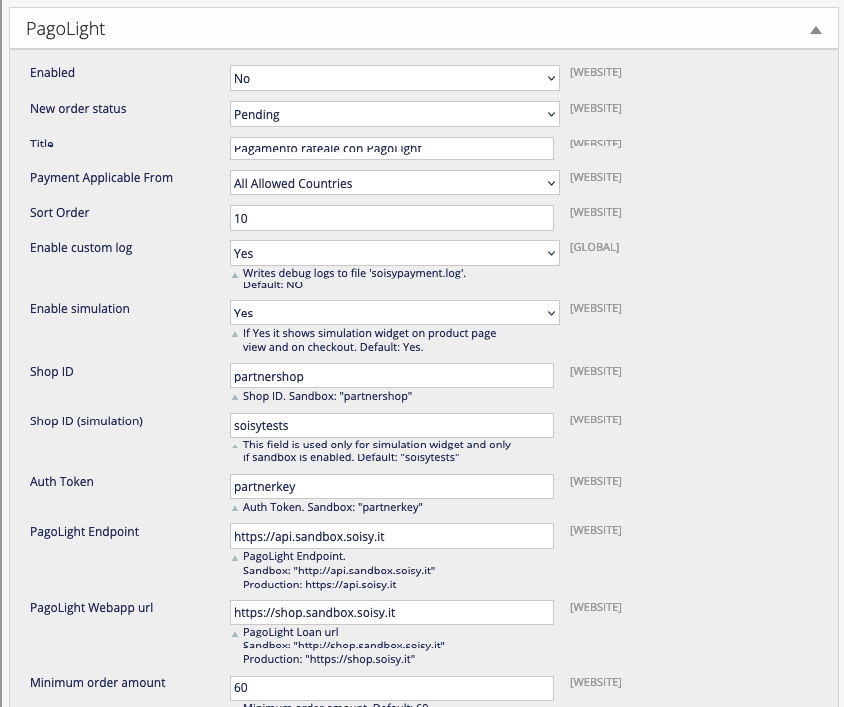 PagoLight
Enabled
No
[WEBSITE]
New order status
Pending
[WEBSITE]
Title
Pagamento rateale con PagoLight
[WEBSITE]
Payment Applicable From
All Allowed Countries
[WEBSITE]
Sort Order
10
[WEBSITE]
Enable custom log
Yes
[GLOBAL]
Writes debug logs to file 'soisypayment.log'.
Default: NO
Enable simulation
Yes
[WEBSITE]
If Yes it shows simulation widget on product page
view and on checkout. Default: Yes.
Shop ID
partnershop
[WEBSITE]
Shop ID. Sandbox: "partnershop"
Shop ID (simulation)
soisytests
[WEBSITE]
This field is used only for simulation widget and only
if sandbox is enabled. Default: "soisytests"
Auth Token
partnerkey
[WEBSITE]
Auth Token. Sandbox: "partnerkey"
PagoLight Endpoint
https://api.sandbox.soisy.it
[WEBSITE]
PagoLight Endpoint.
Sandbox: "http://api.sandbox.soisy.it"
Production: https://api.soisy.it
PagoLight Webapp url
https://shop.sandbox.soisy.it
[WEBSITE]
PagoLight Loan url
Sandbox: "http://shop.sandbox.soisy.it"
Production: "https://shop.soisy.it"
Minimum order amount
60
[WEBSITE]
Minimum order amount. Default: 60